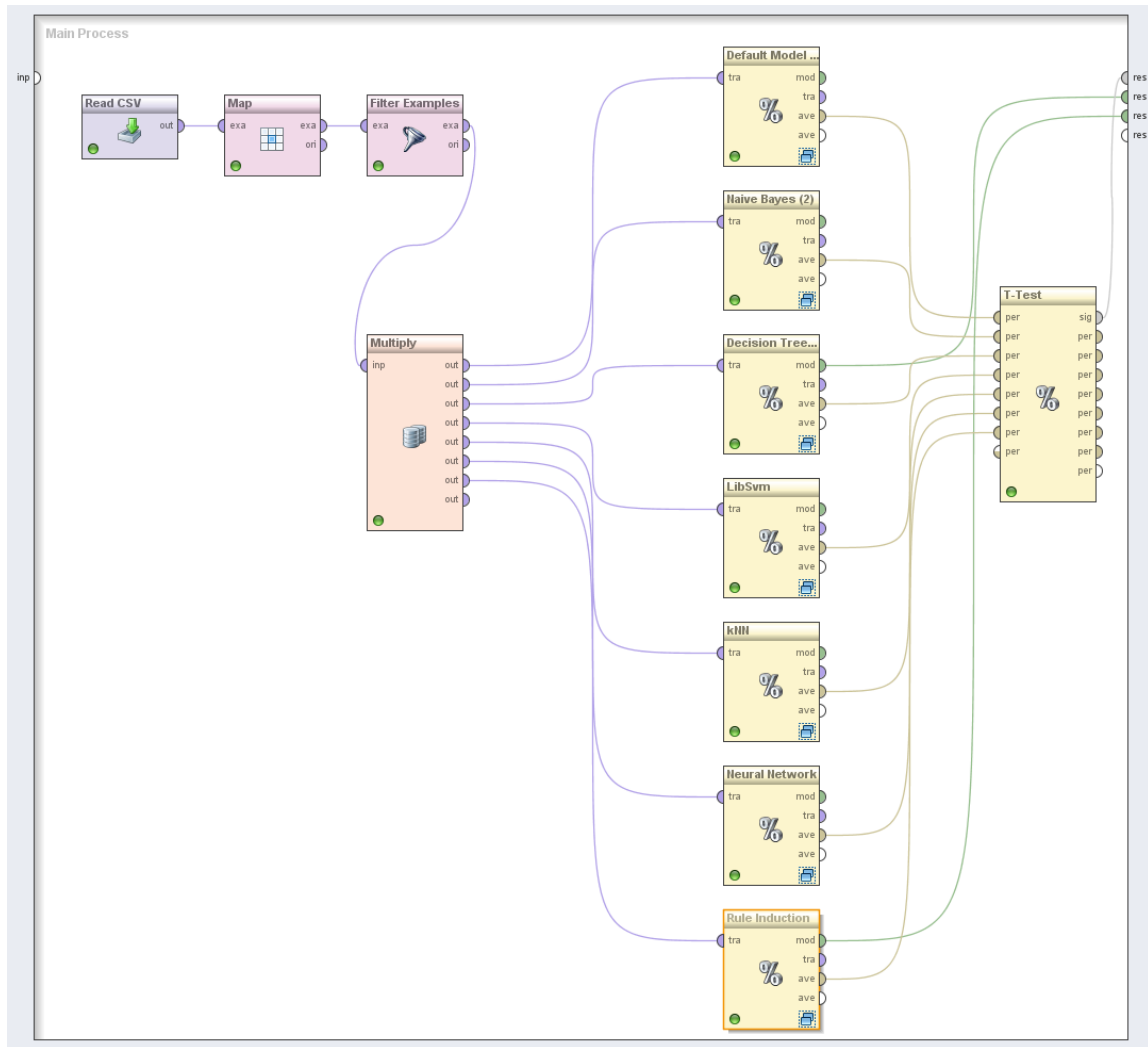 Main Process
inp
res
res
res
res
Read CSV
out
Map
exa exa
ori
Filter Examples
exa exa
ori
Multiply
inp out
out
out
out
out
out
out
out
Default Model ...
tra mod
tra
ave
ave
Naive Bayes (2)
tra mod
tra
ave
ave
Decision Tree...
tra mod
tra
ave
ave
LibSvm
tra mod
tra
ave
ave
kNN
tra mod
tra
ave
ave
Neural Network
tra mod
tra
ave
ave
Rule Induction
tra mod
tra
ave
ave
T-Test
per sig
per per
per per
per per
per per
per per
per per
per per
per